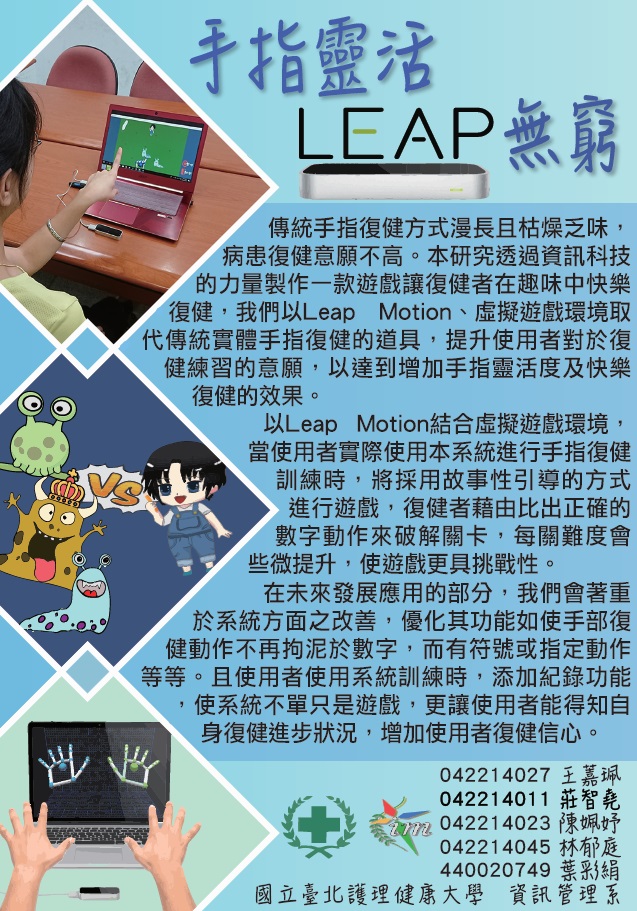 手指靈活
LEAP無窮
傳統手指復健方式漫長且枯燥乏味，
病患復健意願不高。本研究透過資訊科技
的力量製作一款遊戲讓復健者在趣味中快樂
復健，我們以Leap Motion、虛擬遊戲環境取
代傳統實體手指復健的道具，提升使用者對於復
健練習的意願，以達到增加手指靈活度及快樂
復健的效果。
以Leap Motion結合虛擬遊戲環境，
當使用者實際使用本系統進行手指復健
訓練時，將採用故事性引導的方式
進行遊戲，復健者藉由比出正確的
數字動作來破解關卡，每關難度會
些微提升，使遊戲更具挑戰性。
VS
在未來發展應用的部分，我們會著重
於系統方面之改善，優化其功能如使手部復
健動作不再拘泥於數字，而有符號或指定動作
等等。且使用者使用系統訓練時，添加紀錄功能
，使系統不單只是遊戲，更讓使用者能得知自
身復健進步狀況，增加使用者復健信心。
042214027 王嘉珮
042214011 莊智堯
042214023 陳姵妤
042214045 林郁庭
440020749 葉彩絹
im
國立臺北護理健康大學 資訊管理系